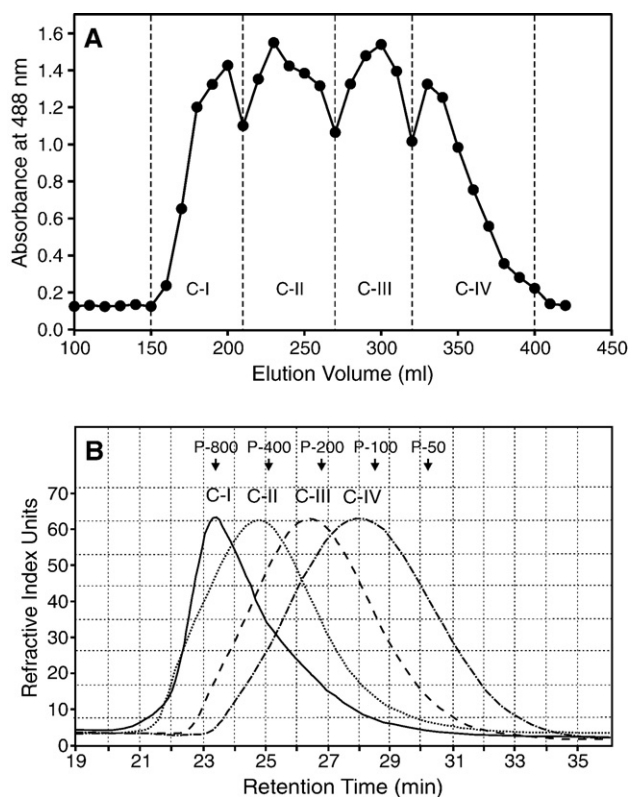 A
Absorbance at 488 nm
1.6
1.4
1.2
1.0
0.8
0.6
0.4
0.2
0.0
C-I C-II C-III C-IV
100 150 200 250 300 350 400 450
Elution Volume (ml)
B
P-800 P-400 P-200 P-100 P-50
C-I C-II C-III C-IV
Refractive Index Units
70
60
50
40
30
20
10
0
19 21 23 25 27 29 31 33 35
Retention Time (min)